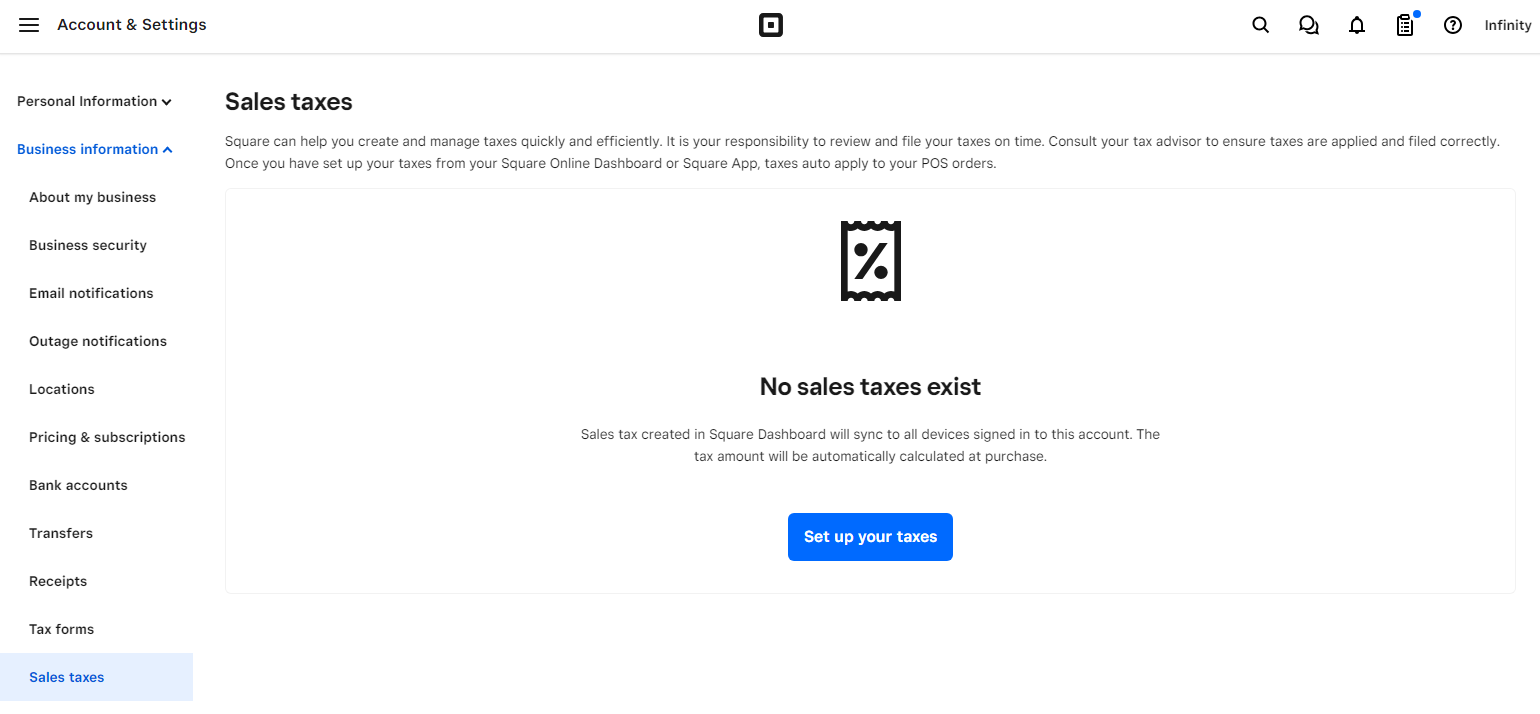 Account & Settings
Infinity
Personal Information
Business information
About my business
Business security
Email notifications
Outage notifications
Locations
Pricing & subscriptions
Bank accounts
Transfers
Receipts
Tax forms
Sales taxes
Sales taxes
Square can help you create and manage taxes quickly and efficiently. It is your responsibility to review and file your taxes on time. Consult your tax advisor to ensure taxes are applied and filed correctly.
Once you have set up your taxes from your Square Online Dashboard or Square App, taxes auto apply to your POS orders.
%
No sales taxes exist
Sales tax created in Square Dashboard will sync to all devices signed in to this account. The
tax amount will be automatically calculated at purchase.
Set up your taxes